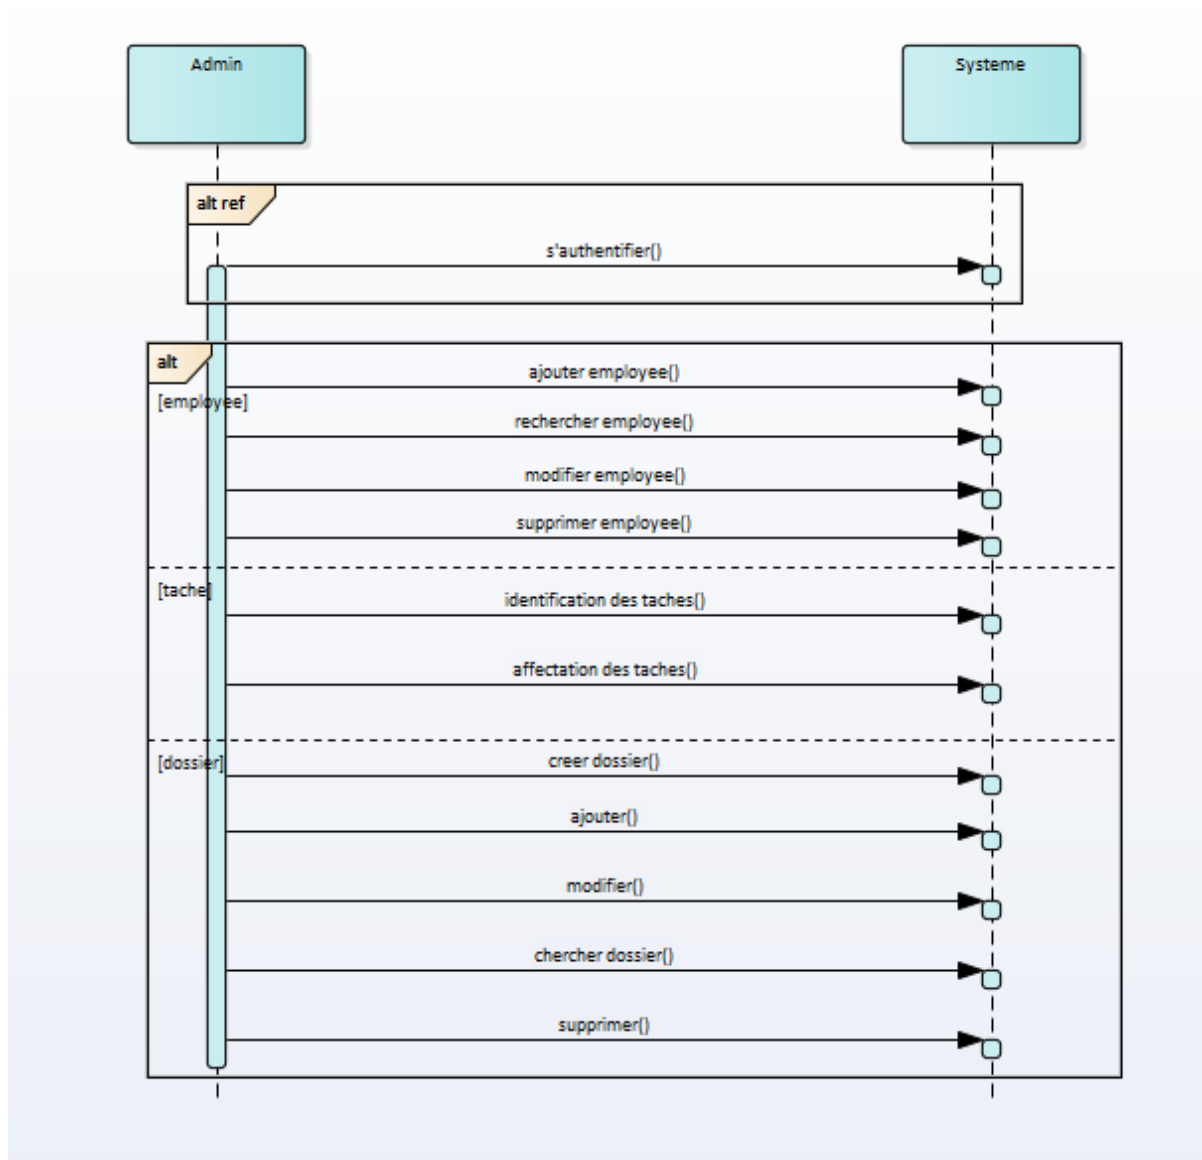 Admin
Systeme
alt ref
s'authentifier()
alt
ajouter employee()
[employee]
rechercher employee()
modifier employee()
supprimer employee()
[tache]
identification des taches()
affectation des taches()
[dossier]
creer dossier()
ajouter()
modifier()
chercher dossier()
supprimer()